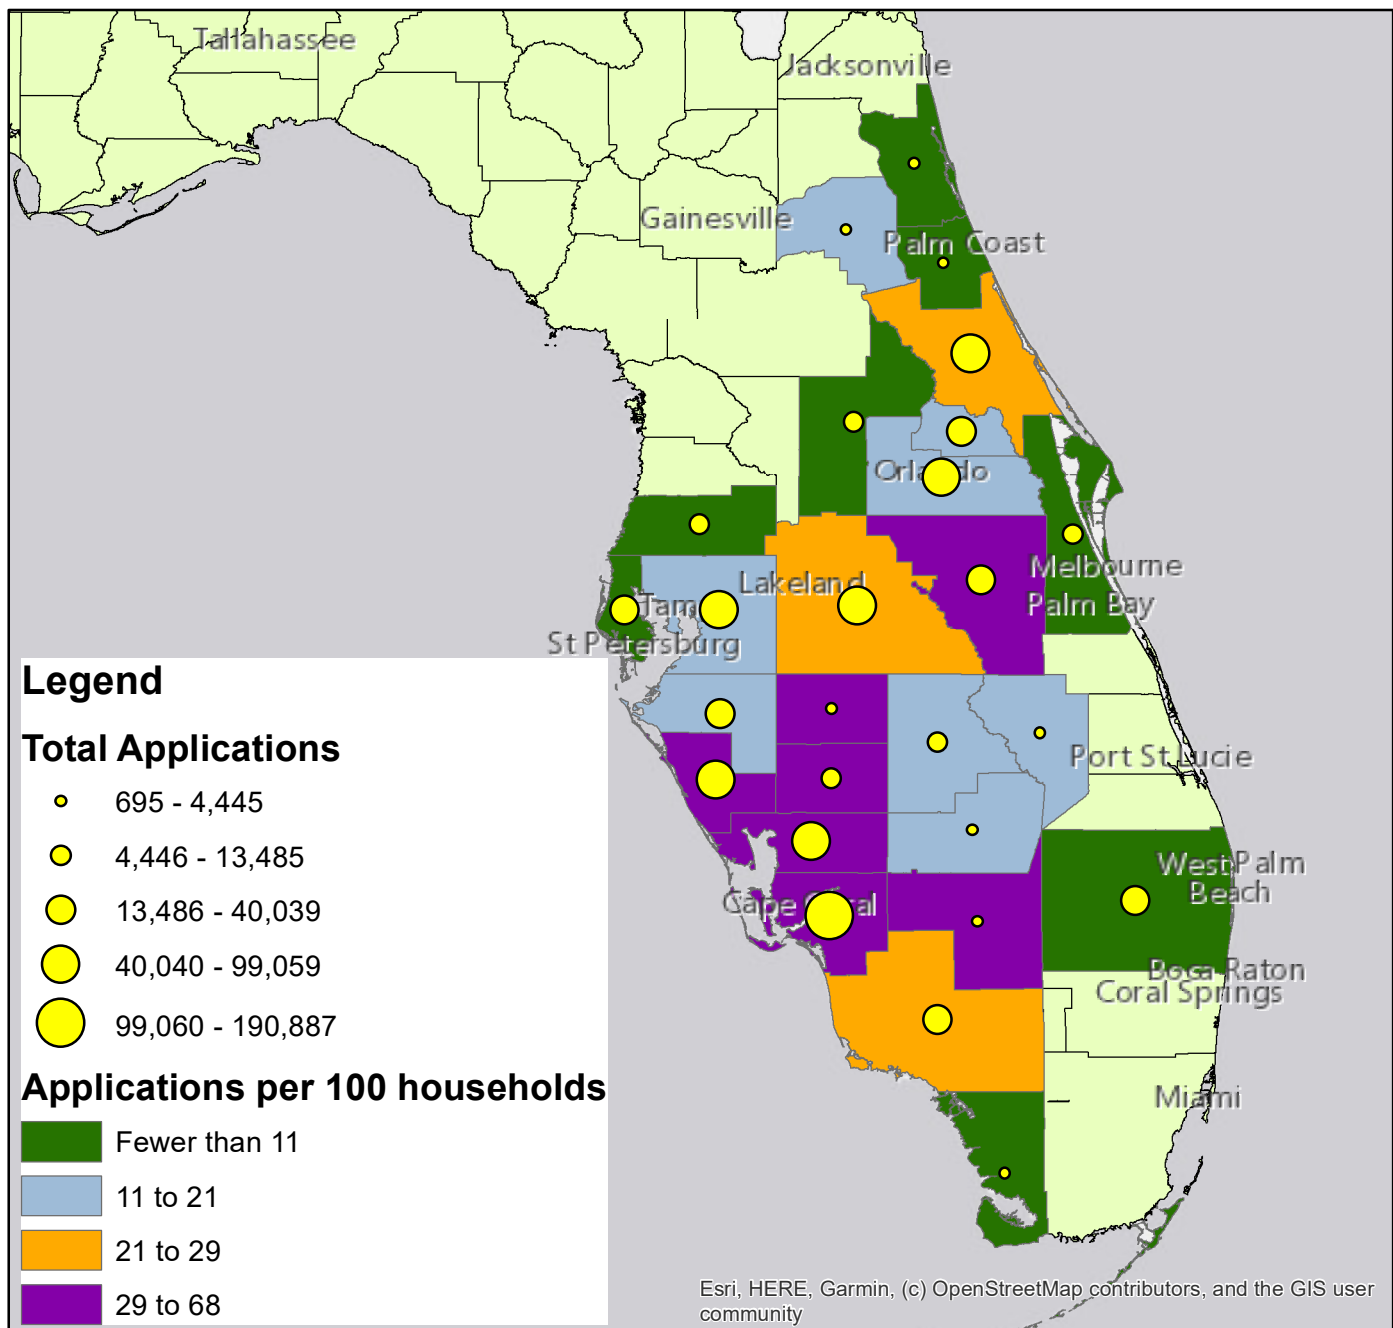 Tallahassee
Jacksonville
Gainesville
Palm Coast
Orlando
Lakeland
Melbourne
Palm Bay
Tam
St Petersburg
Port St Lucie
West Palm
Beach
Cape Coral
Boca Raton
Coral Springs
Miami
Legend
Total Applications
695 - 4,445
4,446 - 13,485
13,486 - 40,039
40,040 - 99,059
99,060 - 190,887
Applications per 100 households
Fewer than 11
11 to 21
21 to 29
29 to 68
Esri, HERE, Garmin, (c) OpenStreetMap contributors, and the GIS user
community